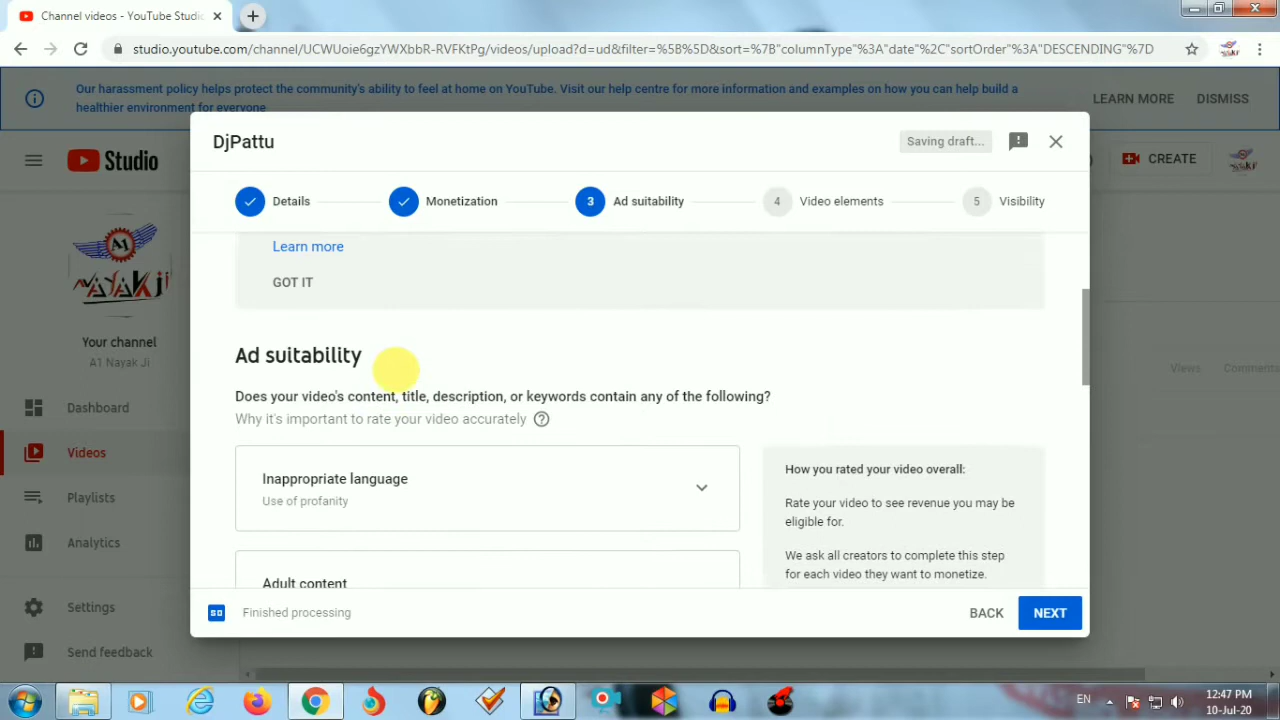 Channel videos - YouTube Studio
studio.youtube.com/channel/UCWUoie6gzYWXbbR-RVFKtPg/videos/upload?d=ud&filter=%5B%5D&sort=%7B"columnType"%3A"date"%2C"sortOrder"%3A"DESCENDING"%7D
Our harassment policy helps protect the community's ability to feel at home on YouTube. Visit our help centre for more information and examples on how you can help build a
healthier environment for everyone
LEARN MORE
DISMISS
Studio
CREATE
DjPattu
Saving draft...
Details
Monetization
3
Ad suitability
4
Video elements
5
Visibility
Learn more
GOT IT
Ad suitability
Does your video's content, title, description, or keywords contain any of the following?
Why it's important to rate your video accurately
Inappropriate language
Use of profanity
Adult content
How you rated your video overall:
Rate your video to see revenue you may be
eligible for.
We ask all creators to complete this step
for each video they want to monetize.
SD
Finished processing
BACK
NEXT
A1
NAYAK JI
Your channel
A1 Nayak Ji
Dashboard
Videos
Playlists
Analytics
Settings
Send feedback
Views
Comments
EN
12:47 PM
10-Jul-20